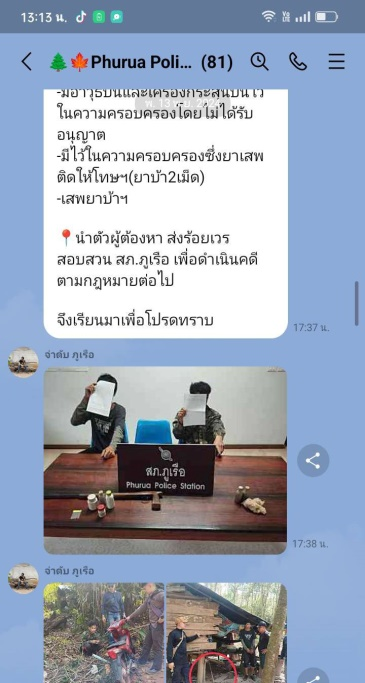 13:13 น.
🌲🍁Phurua Poli... (81)
-มีอาวุธปืนและเครื่องกระสุนปืนไว้
ในความครอบครองโดยไม่ได้รับ
อนุญาต
-มีไว้ในความครอบครองซึ่งยาเสพ
ติดให้โทษฯ(ยาบ้า2เม็ด)
-เสพยาบ้าฯ
📍นำตัวผู้ต้องหา ส่งร้อยเวร
สอบสวน สภ.ภูเรือ เพื่อดำเนินคดี
ตามกฎหมายต่อไป
จึงเรียนมาเพื่อโปรดทราบ
17:37 น.
จ่าดัม ภูเรือ
สภ.ภูเรือ
Phurua Police Station
17:38 น.
จ่าดัม ภูเรือ